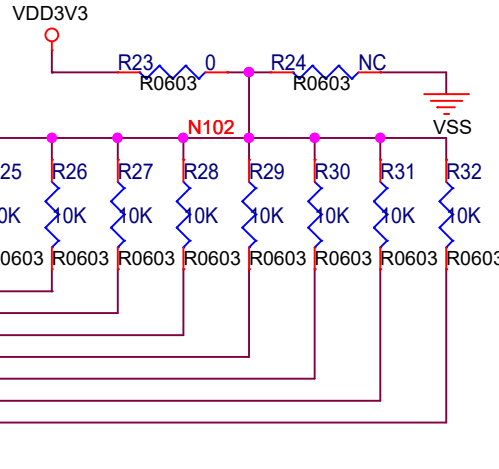 VDD3V3
R23 0 R24 NC
R0603 R0603
VSS
N102
25 R26 R27 R28 R29 R30 R31 R32
0K 10K 10K 10K 10K 10K 10K 10K
0603 R0603 R0603 R0603 R0603 R0603 R0603 R0603